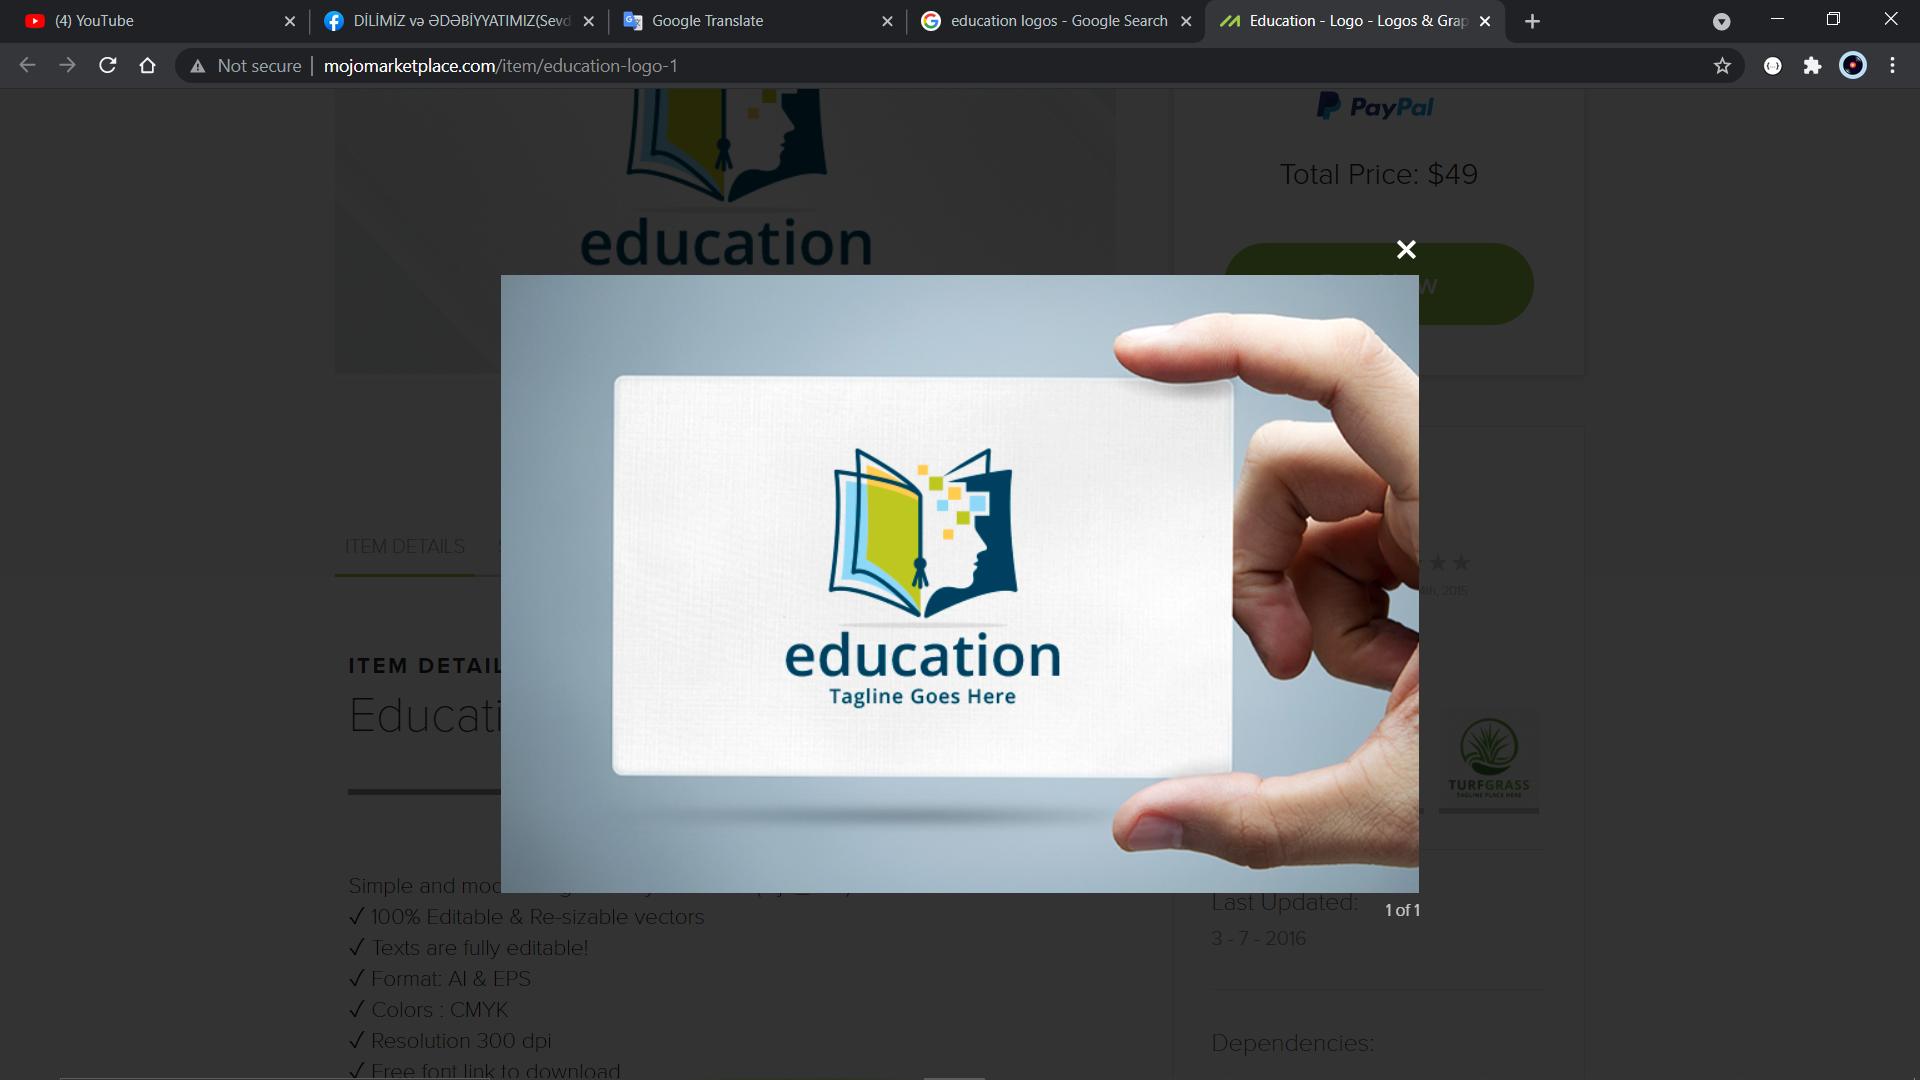 (4) YouTube
DİLİMİZ və ƏDƏBİYYATIMIZ(Sevd
Google Translate
education logos - Google Search
Education - Logo - Logos & Grap
Not secure
mojomarketplace.com/item/education-logo-1
PayPal
Total Price: $49
education
w
education
Tagline Goes Here
ITEM DETAILS
2015
ITEM DETAIL
Educati
TURFGRASS
TAGLINE PLACE HERE
Simple and mod
✓ 100% Editable & Re-sizable vectors
✓ Texts are fully editable!
✓ Format: AI & EPS
✓ Colors : CMYK
✓ Resolution 300 dpi
✓ Free font link to download
1 of 1
Last Updated:
3 - 7 - 2016
Dependencies: